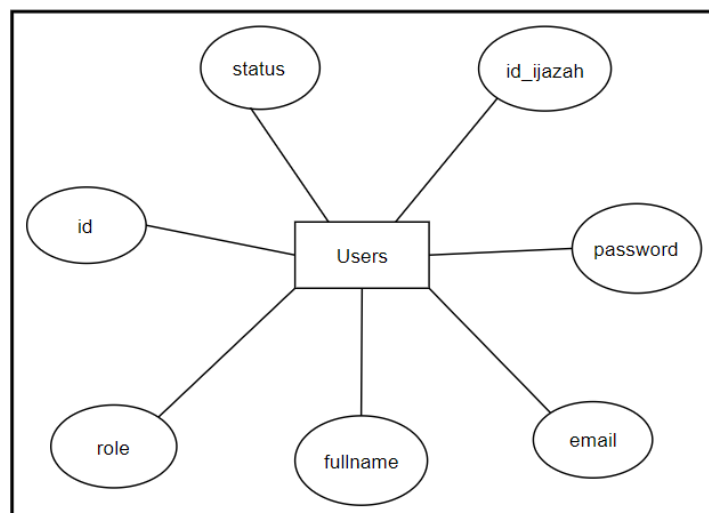 status
id_ijazah
id
Users
password
role
fullname
email